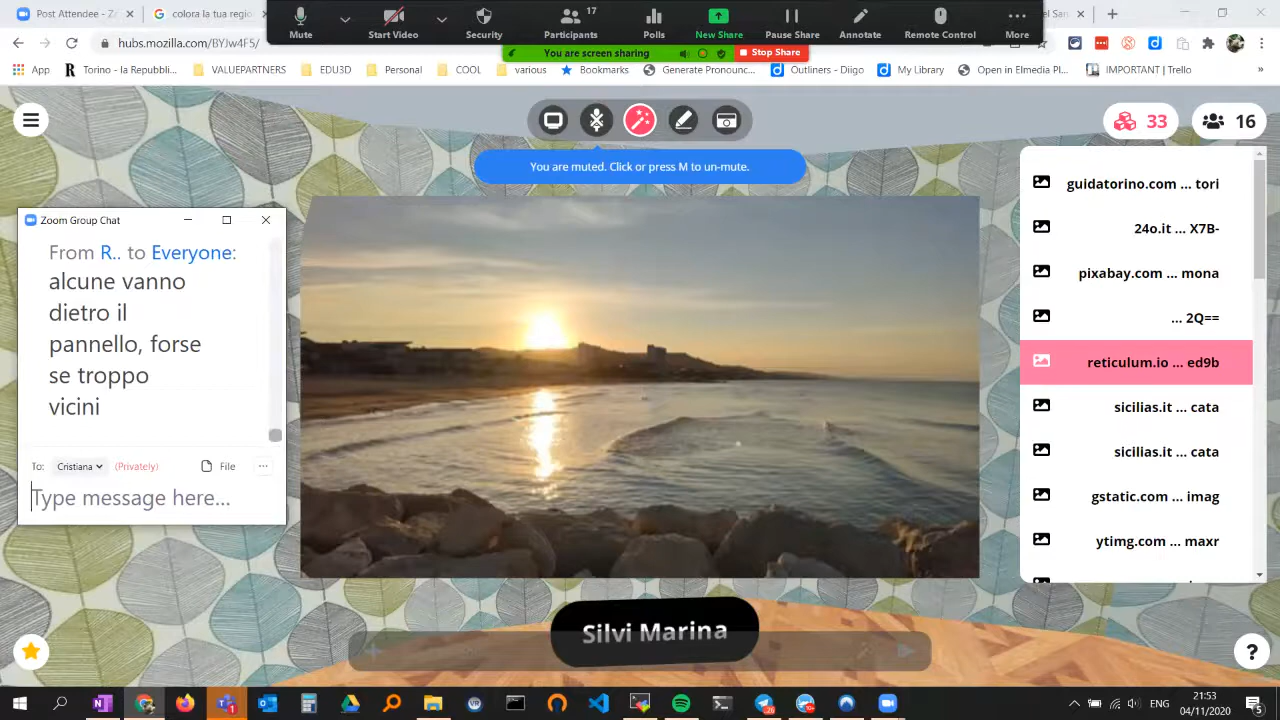 Post Attende...
colora la tua regio
17
Mute
Start Video
Security
Participants
Polls
New Share
Pause Share
Annotate
Remote Control
More
You are screen sharing
Stop Share
hubs.mozilla.com/BYJw4F5/
App
Torino - la Repubbli...
VALUEPARTNERS
EDU3D
Personal
COOL
various
Bookmarks
Generate Pronounc...
Outliners - Diigo
My Library
Open in Elmedia Pl...
IMPORTANT | Trello
»
33
16
You are muted. Click or press M to un-mute.
Zoom Group Chat
From R.. to Everyone:
alcune vanno
dietro il
pannello, forse
se troppo
vicini
To: Cristiana (Privately)
File
...
Type message here...
guidatorino.com ... tori
24o.it ... X7B-
pixabay.com ... mona
... 2Q==
reticulum.io ... ed9b
sicilias.it ... cata
sicilias.it ... cata
gstatic.com ... imag
ytimg.com ... maxr
Silvi Marina
?
ENG
21:53
04/11/2020
5